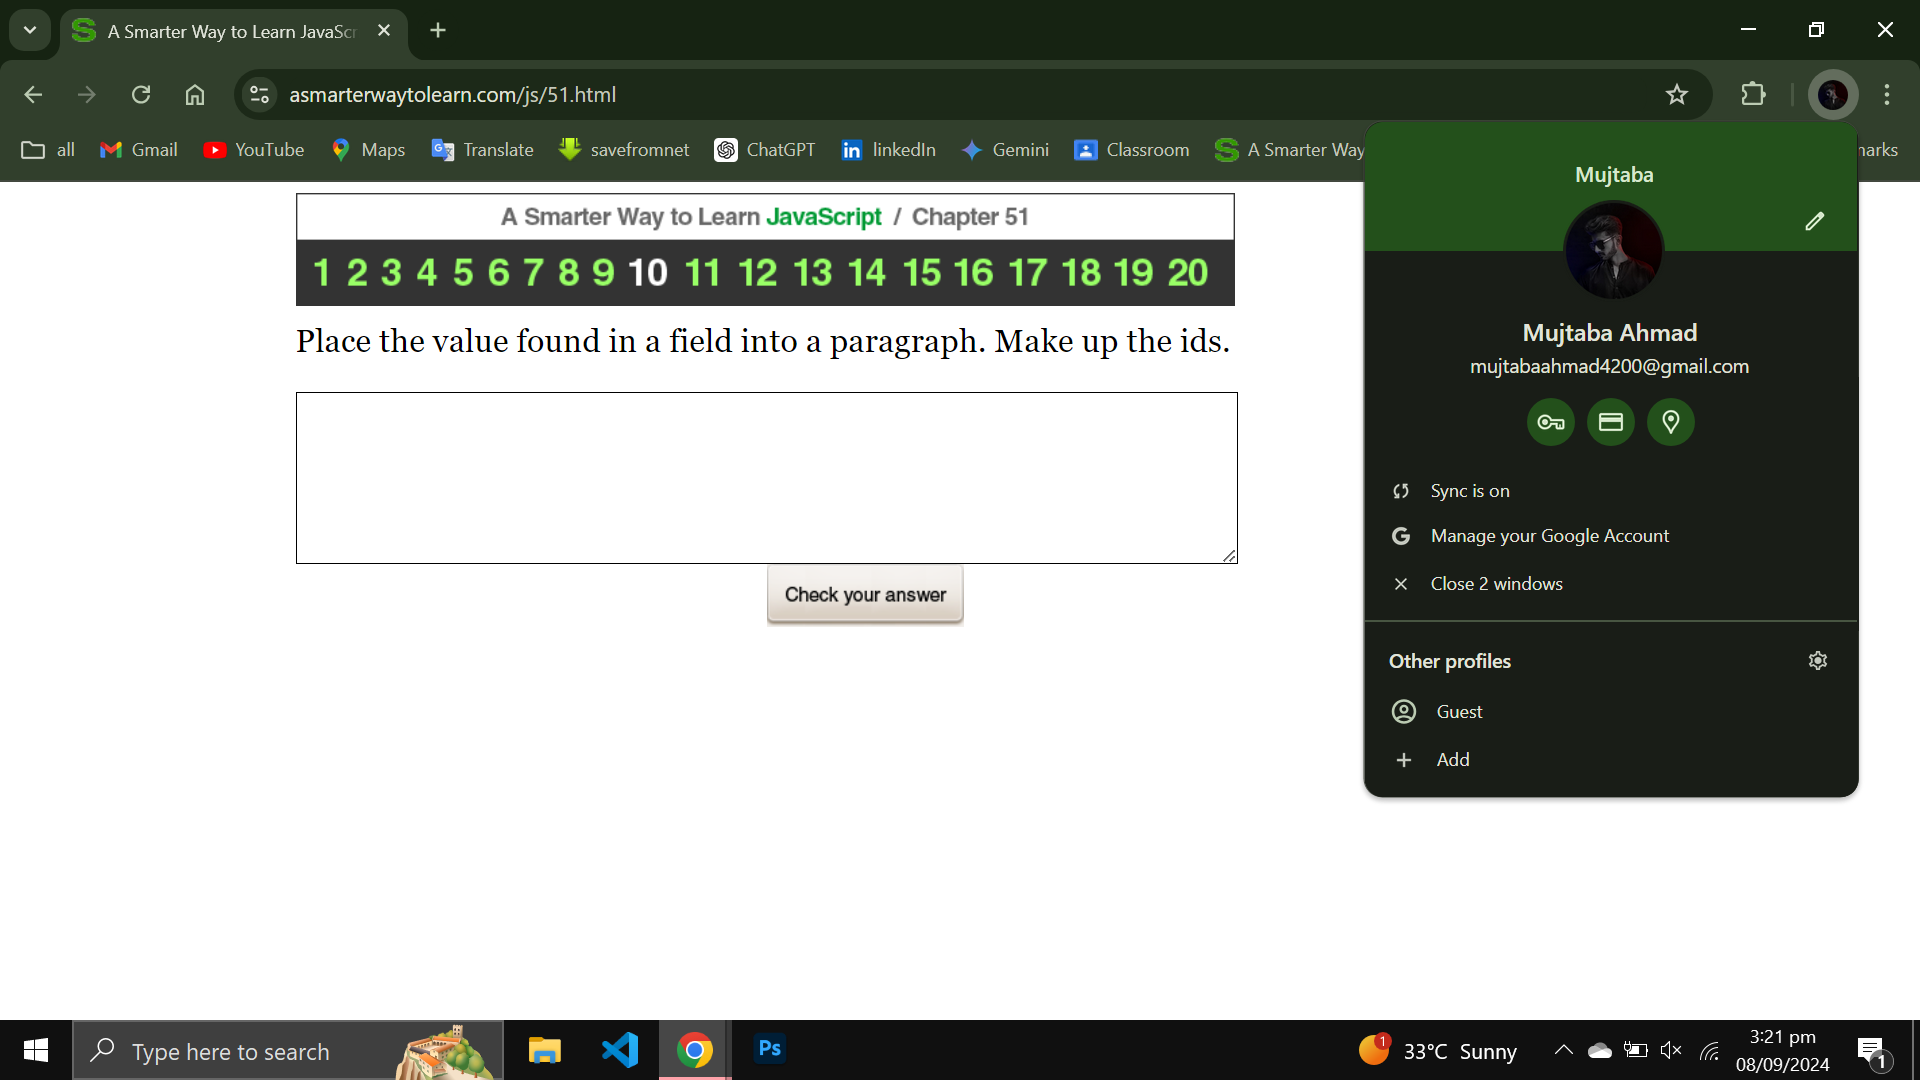 A Smarter Way to Learn JavaScr
asmarterwaytolearn.com/js/51.html
all Gmail YouTube Maps Translate savefromnet ChatGPT linkedIn Gemini Classroom A Smarter Way
A Smarter Way to Learn JavaScript / Chapter 51
1 2 3 4 5 6 7 8 9 10 11 12 13 14 15 16 17 18 19 20
Place the value found in a field into a paragraph. Make up the ids.
Check your answer
Mujtaba
Mujtaba Ahmad
mujtabaahmad4200@gmail.com
Sync is on
Manage your Google Account
Close 2 windows
Other profiles
Guest
Add
Type here to search
Ps
1
33°C Sunny
3:21 pm
08/09/2024
1